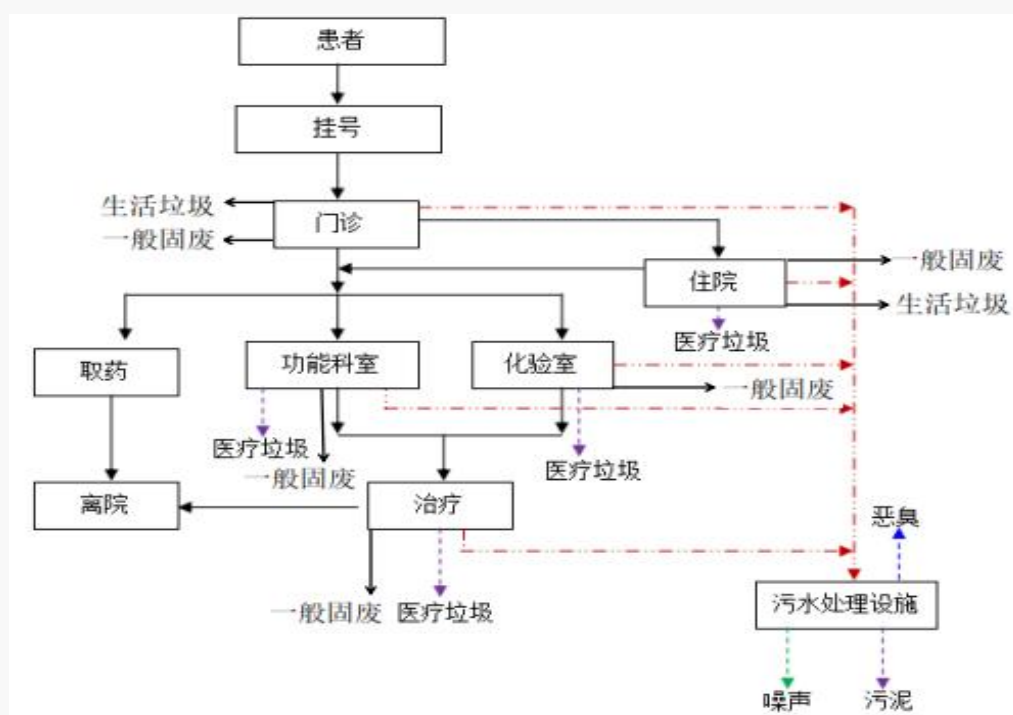 患者
挂号
生活垃圾
门诊
一般固废
住院
一般固废
生活垃圾
医疗垃圾
取药
功能科室
化验室
一般固废
医疗垃圾
一般固废
医疗垃圾
离院
治疗
恶臭
一般固废
医疗垃圾
污水处理设施
噪声
污泥